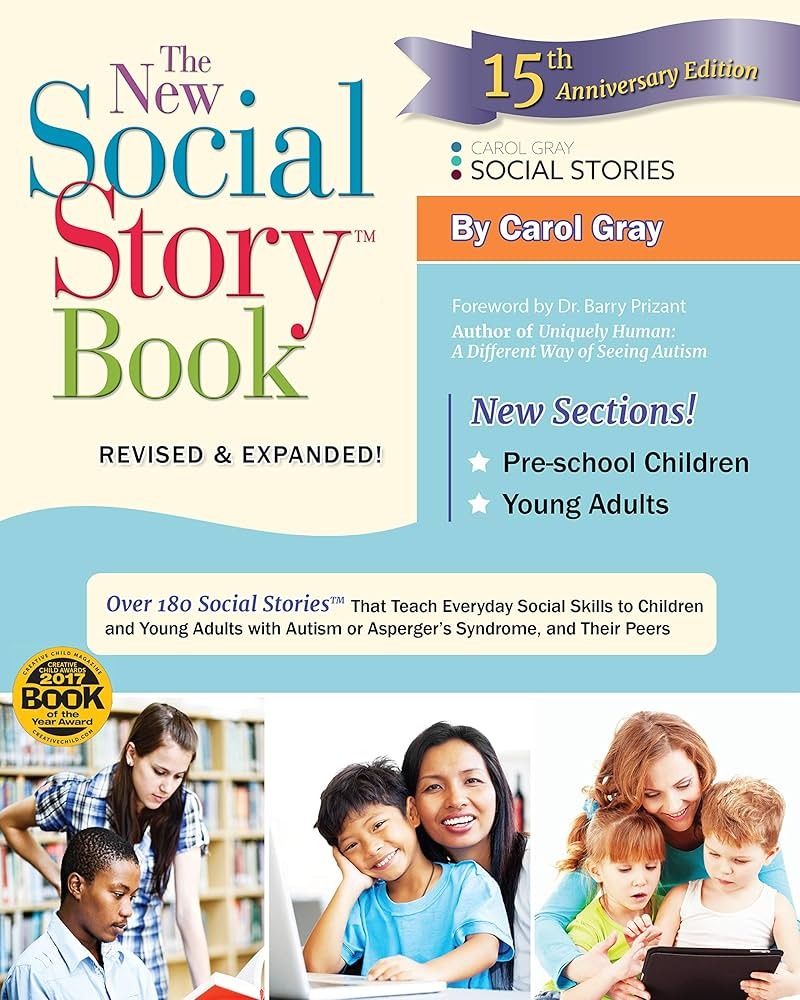 The
New
Social
Story™
Book
REVISED & EXPANDED!
15th
Anniversary Edition
CAROL GRAY
SOCIAL STORIES
By Carol Gray
Foreword by Dr. Barry Prizant
Author of Uniquely Human:
A Different Way of Seeing Autism
New Sections!
Pre-school Children
Young Adults
Over 180 Social Stories™ That Teach Everyday Social Skills to Children
and Young Adults with Autism or Asperger's Syndrome, and Their Peers
CREATIVE CHILD MAGAZINE
CREATIVE
CHILD AWARDS
2017
BOOK
of the
Year Award
CREATIVECHILD.COM